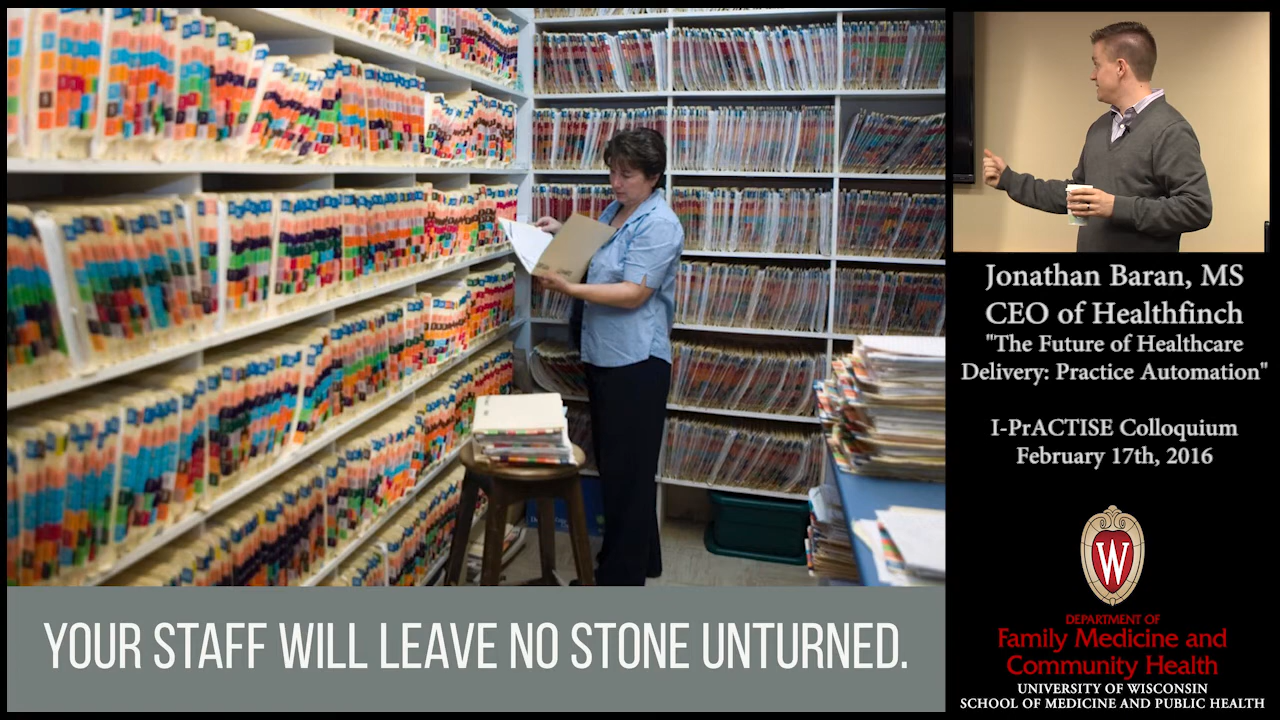 YOUR STAFF WILL LEAVE NO STONE UNTURNED.
Jonathan Baran, MS
CEO of Healthfinch
"The Future of Healthcare
Delivery: Practice Automation"
I-PrACTISE Colloquium
February 17th, 2016
W
DEPARTMENT OF
Family Medicine and
Community Health
UNIVERSITY OF WISCONSIN
SCHOOL OF MEDICINE AND PUBLIC HEALTH